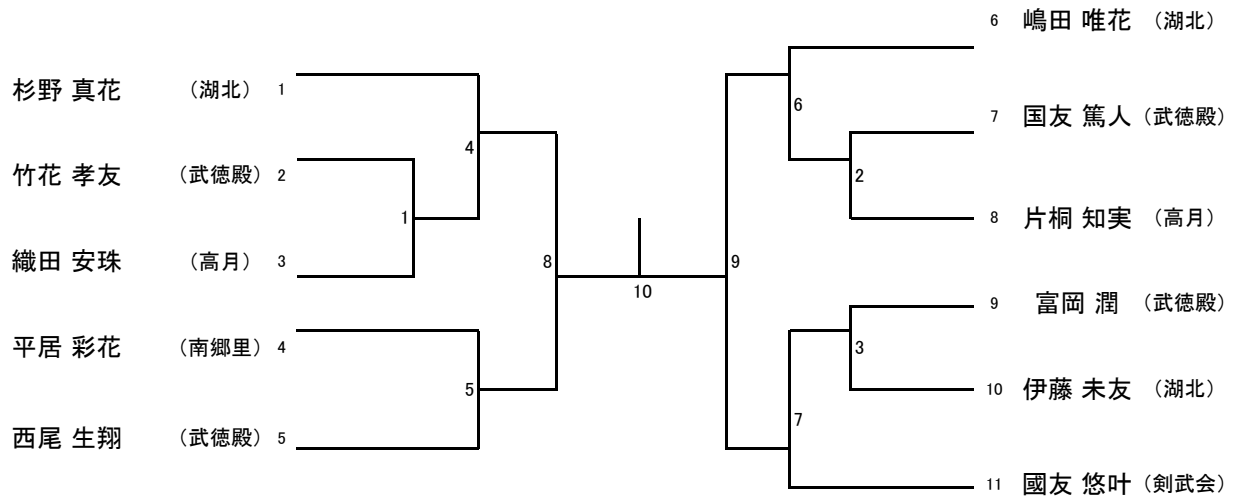 杉野 真花 （湖北） 1
竹花 孝友 （武徳殿） 2
織田 安珠 （高月） 3
平居 彩花 （南郷里） 4
西尾 生翔 （武徳殿） 5
4
1
5
8
10
9
6
2
3
7
6 嶋田 唯花 （湖北）
7 国友 篤人 （武徳殿）
8 片桐 知実 （高月）
9 富岡 潤 （武徳殿）
10 伊藤 未友 （湖北）
11 國友 悠叶 （剣武会）